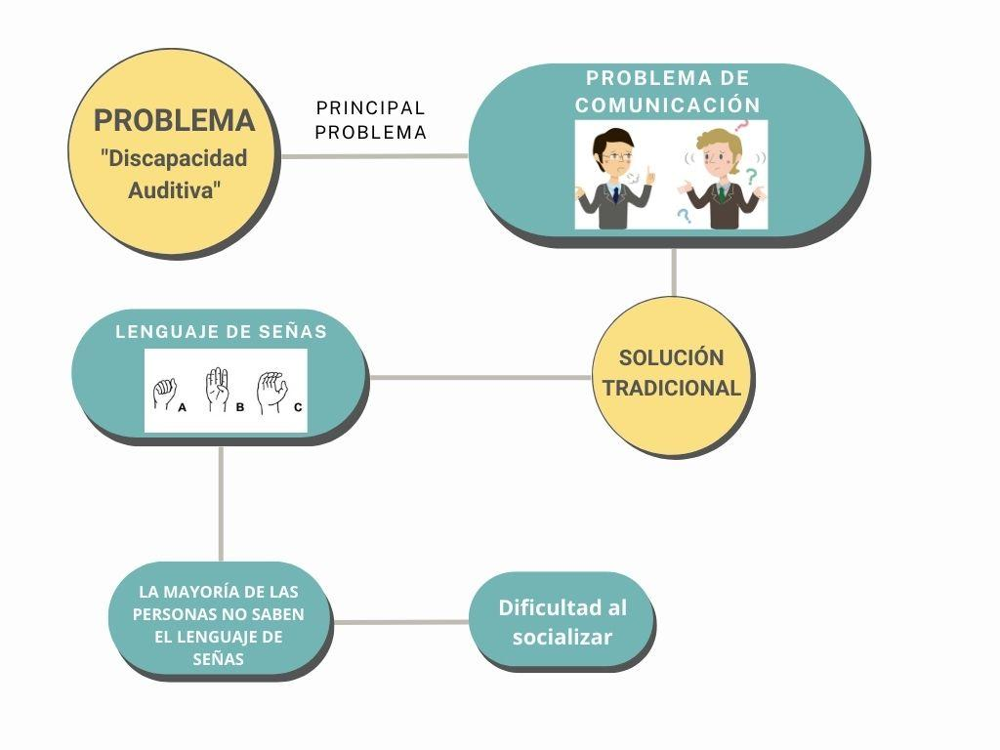 PROBLEMA
"Discapacidad
Auditiva"
PRINCIPAL
PROBLEMA
PROBLEMA DE
COMUNICACIÓN
?
?
?
SOLUCIÓN
TRADICIONAL
LENGUAJE DE SEÑAS
A B C
LA MAYORÍA DE LAS
PERSONAS NO SABEN
EL LENGUAJE DE
SEÑAS
Dificultad al
socializar